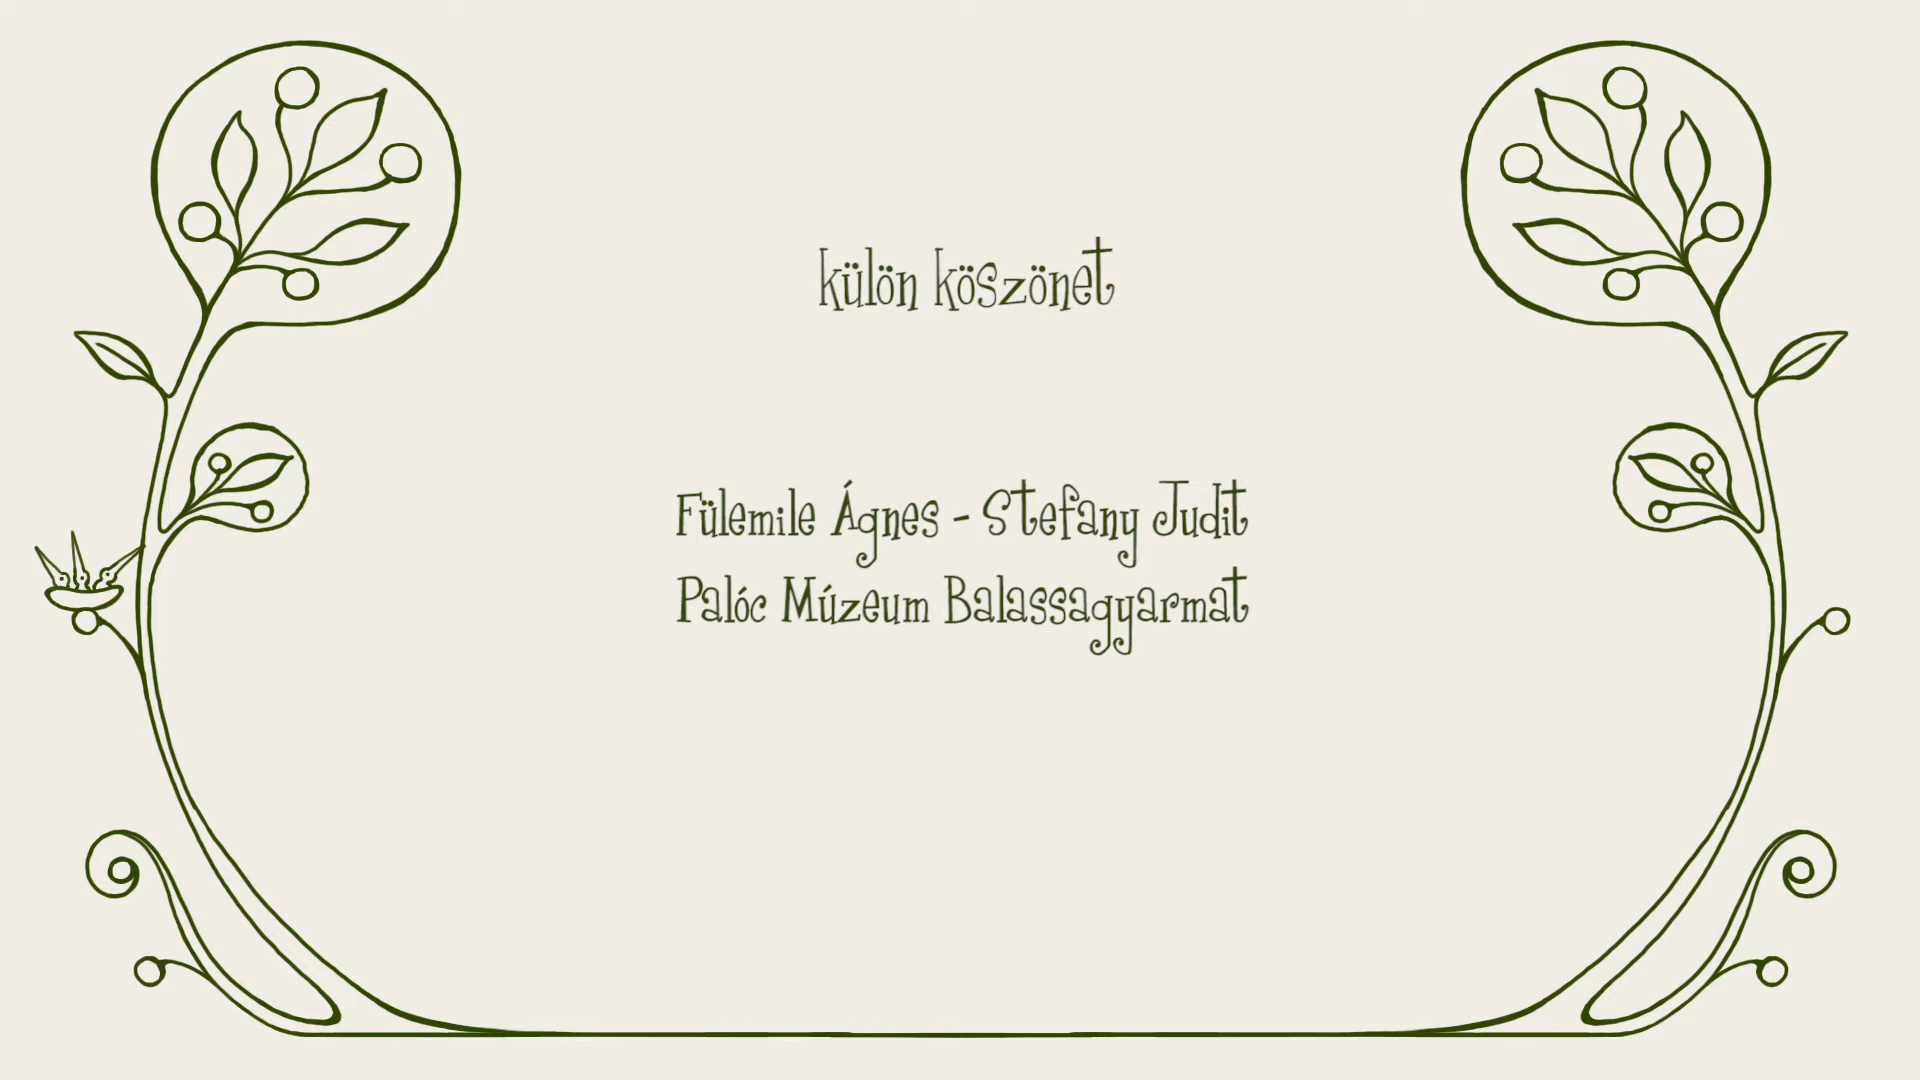 külön köszönet
Fülemile Ágnes - Stefany Judit
Palóc Múzeum Balassagyarmat